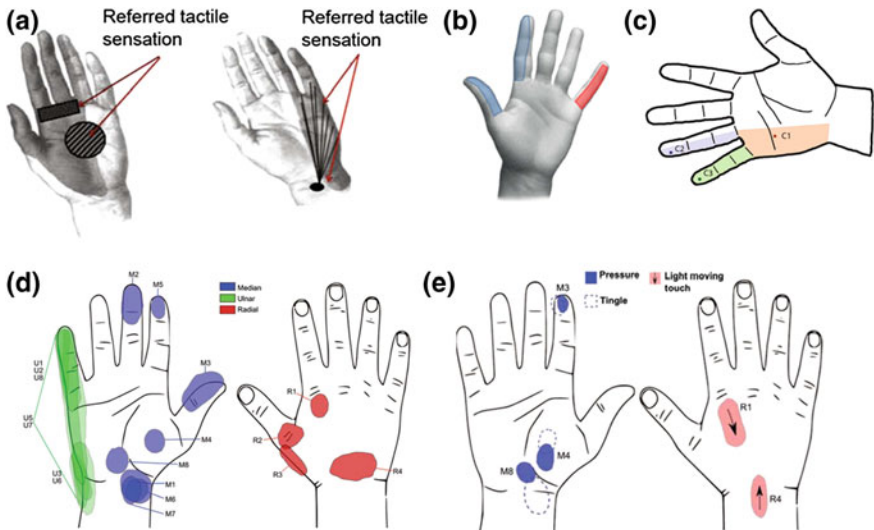 (a)
Referred tactile
sensation
Referred tactile
sensation
(b)
(c)
C1
C2
C3
(d)
M2
M5
Median
Ulnar
Radial
U1
U2
U8
M3
U5
U7
R1
R2
M4
M8
R3
R4
U3
U6
M1
M6
M7
(e)
Pressure
Light moving
touch
Tingle
M3
R1
M4
M8
R4